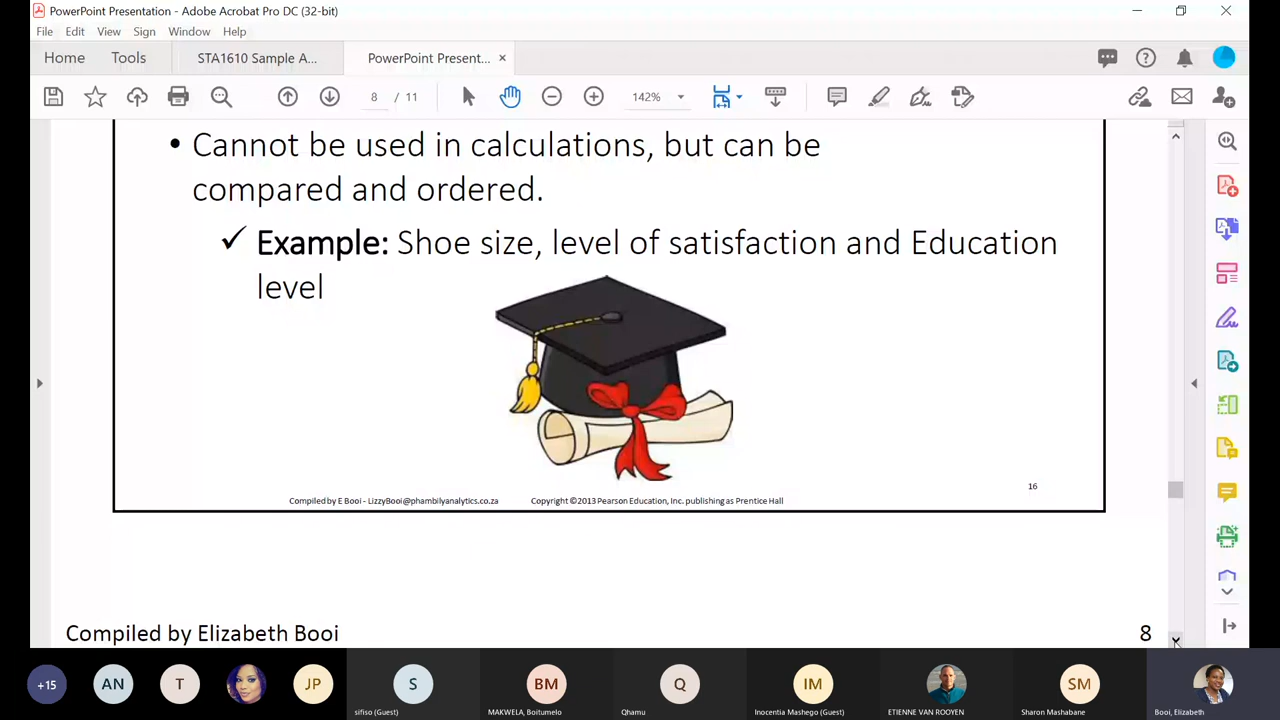 PowerPoint Presentation - Adobe Acrobat Pro DC (32-bit)
File Edit View Sign Window Help
Home Tools STA1610 Sample A... PowerPoint Present... ×
8 / 11 142%
• Cannot be used in calculations, but can be
compared and ordered.
✓ Example: Shoe size, level of satisfaction and Education
level
16
Compiled by E Booi - LizzyBooi@phambilyanalytics.co.za Copyright ©2013 Pearson Education, Inc. publishing as Prentice Hall
Compiled by Elizabeth Booi 8
+15 AN T JP S BM Q IM SM
sifiso (Guest) MAKWELA, Boitumelo Qhamu Inocentia Mashego (Guest) ETIENNE VAN ROOYEN Sharon Mashabane Booi, Elizabeth